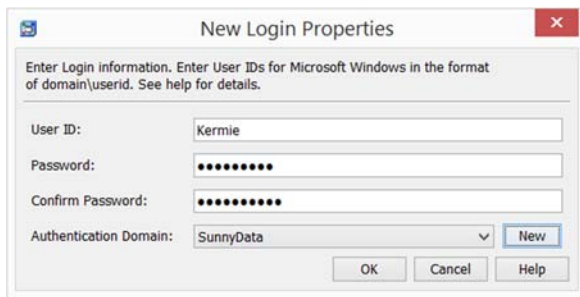 New Login Properties
Enter Login information. Enter User IDs for Microsoft Windows in the format
of domain\userid. See help for details.
User ID: Kermie
Password: •••••••••
Confirm Password: ••••••••••
Authentication Domain: SunnyData New
OK Cancel Help